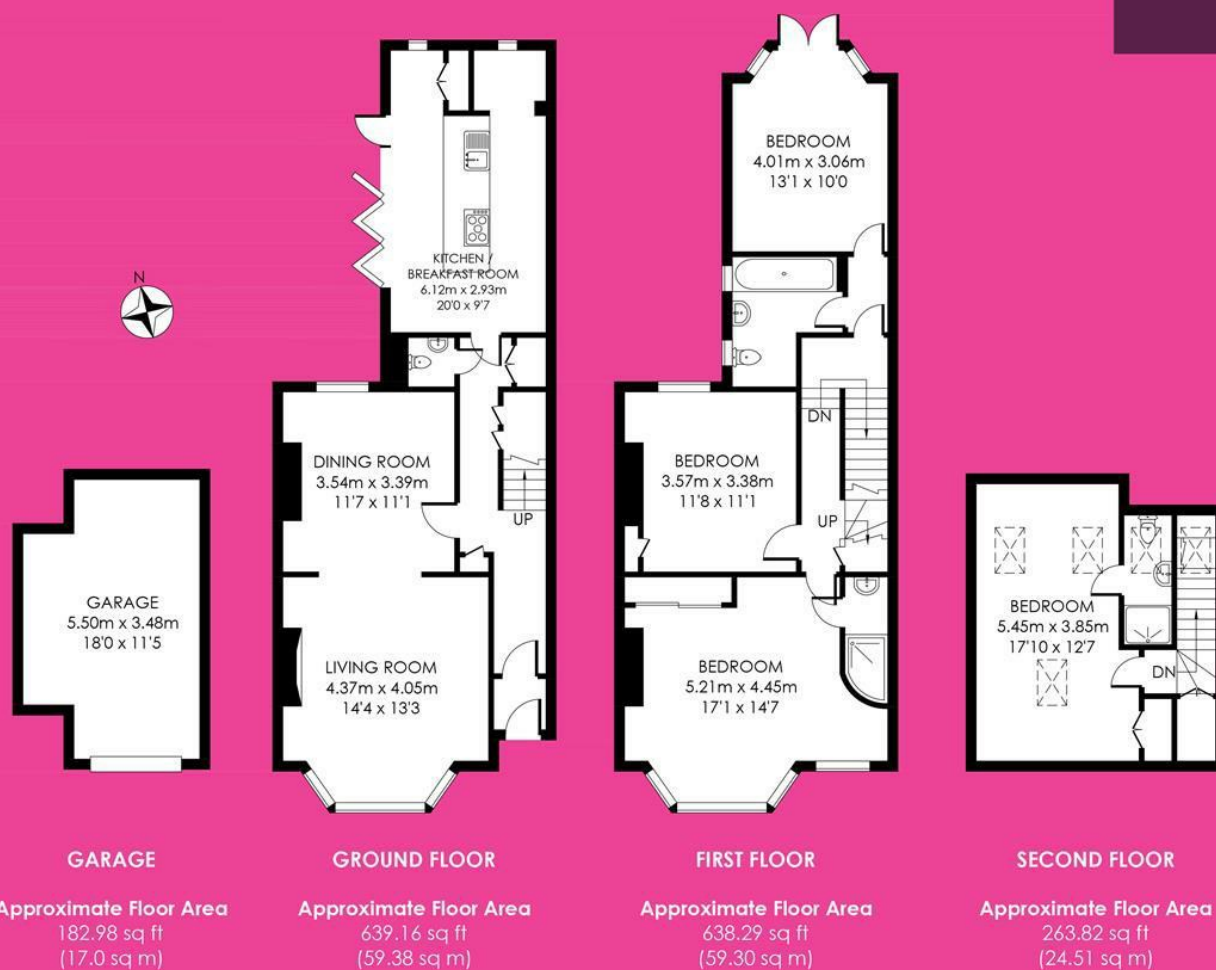 BEDROOM
4.01m x 3.06m
13'1 x 10'0
KITCHEN /
BREAKFAST ROOM
6.12m x 2.93m
20'0 x 9'7
N
DINING ROOM
3.54m x 3.39m
11'7 x 11'1
UP
DN
BEDROOM
3.57m x 3.38m
11'8 x 11'1
UP
GARAGE
5.50m x 3.48m
18'0 x 11'5
LIVING ROOM
4.37m x 4.05m
14'4 x 13'3
BEDROOM
5.21m x 4.45m
17'1 x 14'7
BEDROOM
5.45m x 3.85m
17'10 x 12'7
DN
GARAGE
Approximate Floor Area
182.98 sq ft
(17.0 sq m)
GROUND FLOOR
Approximate Floor Area
639.16 sq ft
(59.38 sq m)
FIRST FLOOR
Approximate Floor Area
638.29 sq ft
(59.30 sq m)
SECOND FLOOR
Approximate Floor Area
263.82 sq ft
(24.51 sq m)